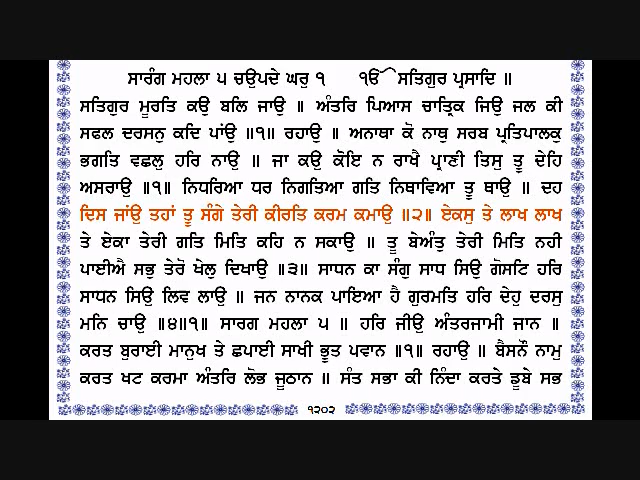 ਸਾਰੰਗ ਮਹਲਾ ੫ ਚਉਪਦੇ ਘਰੁ ੧ ੴ ਸਤਿਗੁਰ ਪ੍ਰਸਾਦਿ ॥
ਸਤਿਗੁਰ ਮੂਰਤਿ ਕਉ ਬਲਿ ਜਾਉ ॥ ਅੰਤਰਿ ਪਿਆਸ ਚਾਤ੍ਰਿਕ ਜਿਉ ਜਲ ਕੀ
ਸਫਲ ਦਰਸਨੁ ਕਦਿ ਪਾਂਉ ॥੧॥ ਰਹਾਉ ॥ ਅਨਾਥਾ ਕੋ ਨਾਥੁ ਸਰਬ ਪ੍ਰਤਿਪਾਲਕੁ
ਭਗਤਿ ਵਛਲੁ ਹਰਿ ਨਾਉ ॥ ਜਾ ਕਉ ਕੋਇ ਨ ਰਾਖੈ ਪ੍ਰਾਣੀ ਤਿਸੁ ਤੂ ਦੇਹਿ
ਅਸਰਾਉ ॥੧॥ ਨਿਧਰਿਆ ਧਰ ਨਿਗਤਿਆ ਗਤਿ ਨਿਥਾਵਿਆ ਤੂ ਥਾਉ ॥ ਦਹ
ਦਿਸ ਜਾਂਉ ਤਹਾਂ ਤੂ ਸੰਗੇ ਤੇਰੀ ਕੀਰਤਿ ਕਰਮ ਕਮਾਉ ॥੨॥ ਏਕਸੁ ਤੇ ਲਾਖ ਲਾਖ
ਤੇ ਏਕਾ ਤੇਰੀ ਗਤਿ ਮਿਤਿ ਕਹਿ ਨ ਸਕਾਉ ॥ ਤੂ ਬੇਅੰਤੁ ਤੇਰੀ ਮਿਤਿ ਨਹੀ
ਪਾਈਐ ਸਭੁ ਤੇਰੋ ਖੇਲੁ ਦਿਖਾਉ ॥੩॥ ਸਾਧਨ ਕਾ ਸੰਗੁ ਸਾਧ ਸਿਉ ਗੋਸਟਿ ਹਰਿ
ਸਾਧਨ ਸਿਉ ਲਿਵ ਲਾਉ ॥ ਜਨ ਨਾਨਕ ਪਾਇਆ ਹੈ ਗੁਰਮਤਿ ਹਰਿ ਦੇਹੁ ਦਰਸੁ
ਮਨਿ ਚਾਉ ॥੪॥੧॥ ਸਾਰਗ ਮਹਲਾ ੫ ॥ ਹਰਿ ਜੀਉ ਅੰਤਰਜਾਮੀ ਜਾਨ ॥
ਕਰਤ ਬੁਰਾਈ ਮਾਨੁਖ ਤੇ ਛਪਾਈ ਸਾਖੀ ਭੂਤ ਪਵਾਨ ॥੧॥ ਰਹਾਉ ॥ ਬੈਸਨੌ ਨਾਮੁ
ਕਰਤ ਖਟ ਕਰਮਾ ਅੰਤਰਿ ਲੋਭ ਜੂਠਾਨ ॥ ਸੰਤ ਸਭਾ ਕੀ ਨਿੰਦਾ ਕਰਤੇ ਡੂਬੇ ਸਭ
੧੨੦੨